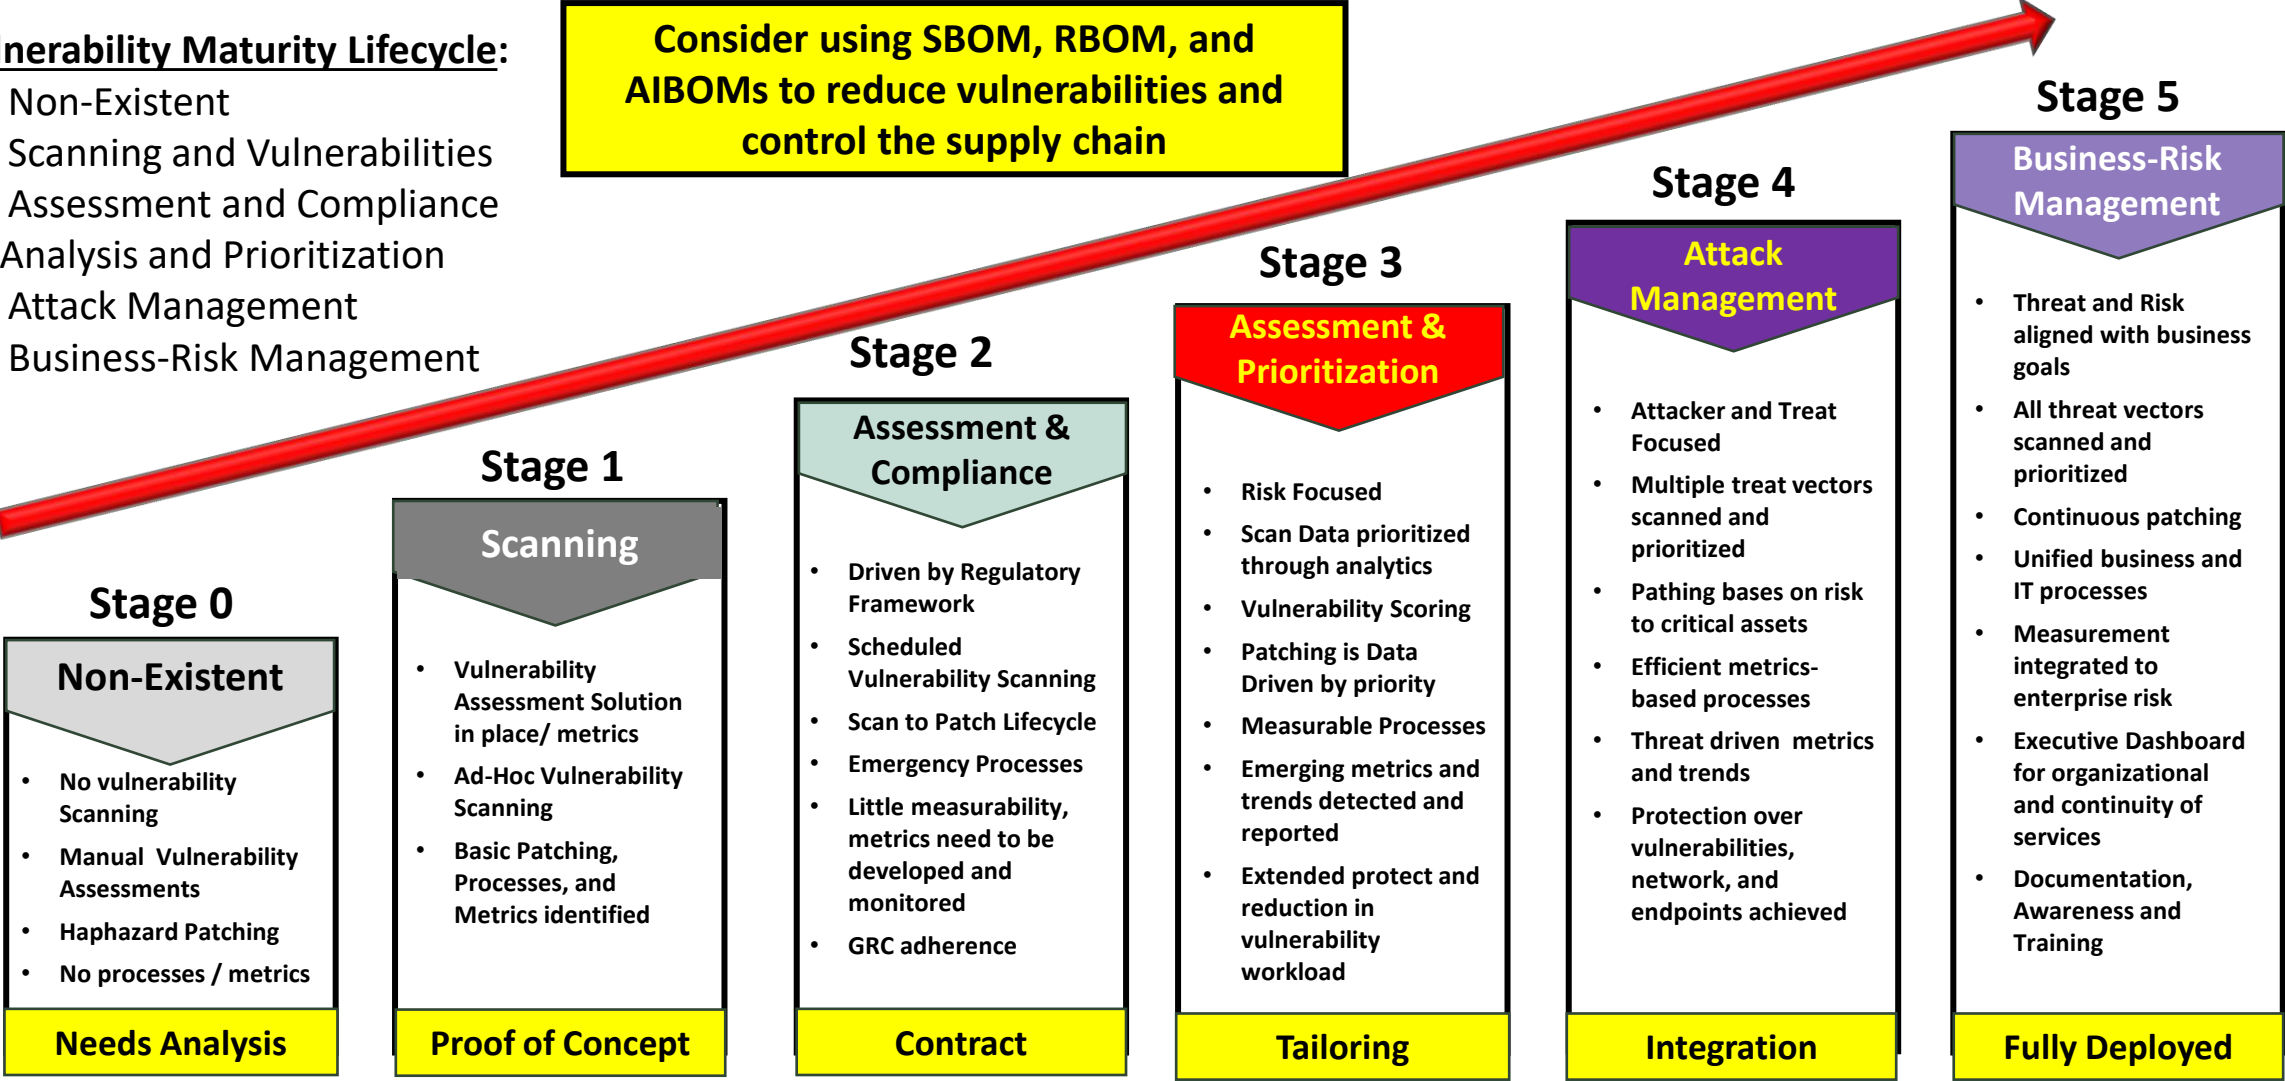 lnerability Maturity Lifecycle:
Non-Existent
Scanning and Vulnerabilities
Assessment and Compliance
Analysis and Prioritization
Attack Management
Business-Risk Management
Consider using SBOM, RBOM, and
AIBOMs to reduce vulnerabilities and
control the supply chain
Stage 0
Non-Existent
• No vulnerability
Scanning
• Manual Vulnerability
Assessments
• Haphazard Patching
• No processes / metrics
Needs Analysis
Stage 1
Scanning
• Vulnerability
Assessment Solution
in place/ metrics
• Ad-Hoc Vulnerability
Scanning
• Basic Patching,
Processes, and
Metrics identified
Proof of Concept
Stage 2
Assessment &
Compliance
• Driven by Regulatory
Framework
• Scheduled
Vulnerability Scanning
• Scan to Patch Lifecycle
• Emergency Processes
• Little measurability,
metrics need to be
developed and
monitored
• GRC adherence
Contract
Stage 3
Assessment &
Prioritization
• Risk Focused
• Scan Data prioritized
through analytics
• Vulnerability Scoring
• Patching is Data
Driven by priority
• Measurable Processes
• Emerging metrics and
trends detected and
reported
• Extended protect and
reduction in
vulnerability
workload
Tailoring
Stage 4
Attack
Management
• Attacker and Treat
Focused
• Multiple treat vectors
scanned and
prioritized
• Pathing bases on risk
to critical assets
• Efficient metrics-
based processes
• Threat driven metrics
and trends
• Protection over
vulnerabilities,
network, and
endpoints achieved
Integration
Stage 5
Business-Risk
Management
• Threat and Risk
aligned with business
goals
• All threat vectors
scanned and
prioritized
• Continuous patching
• Unified business and
IT processes
• Measurement
integrated to
enterprise risk
• Executive Dashboard
for organizational
and continuity of
services
• Documentation,
Awareness and
Training
Fully Deployed